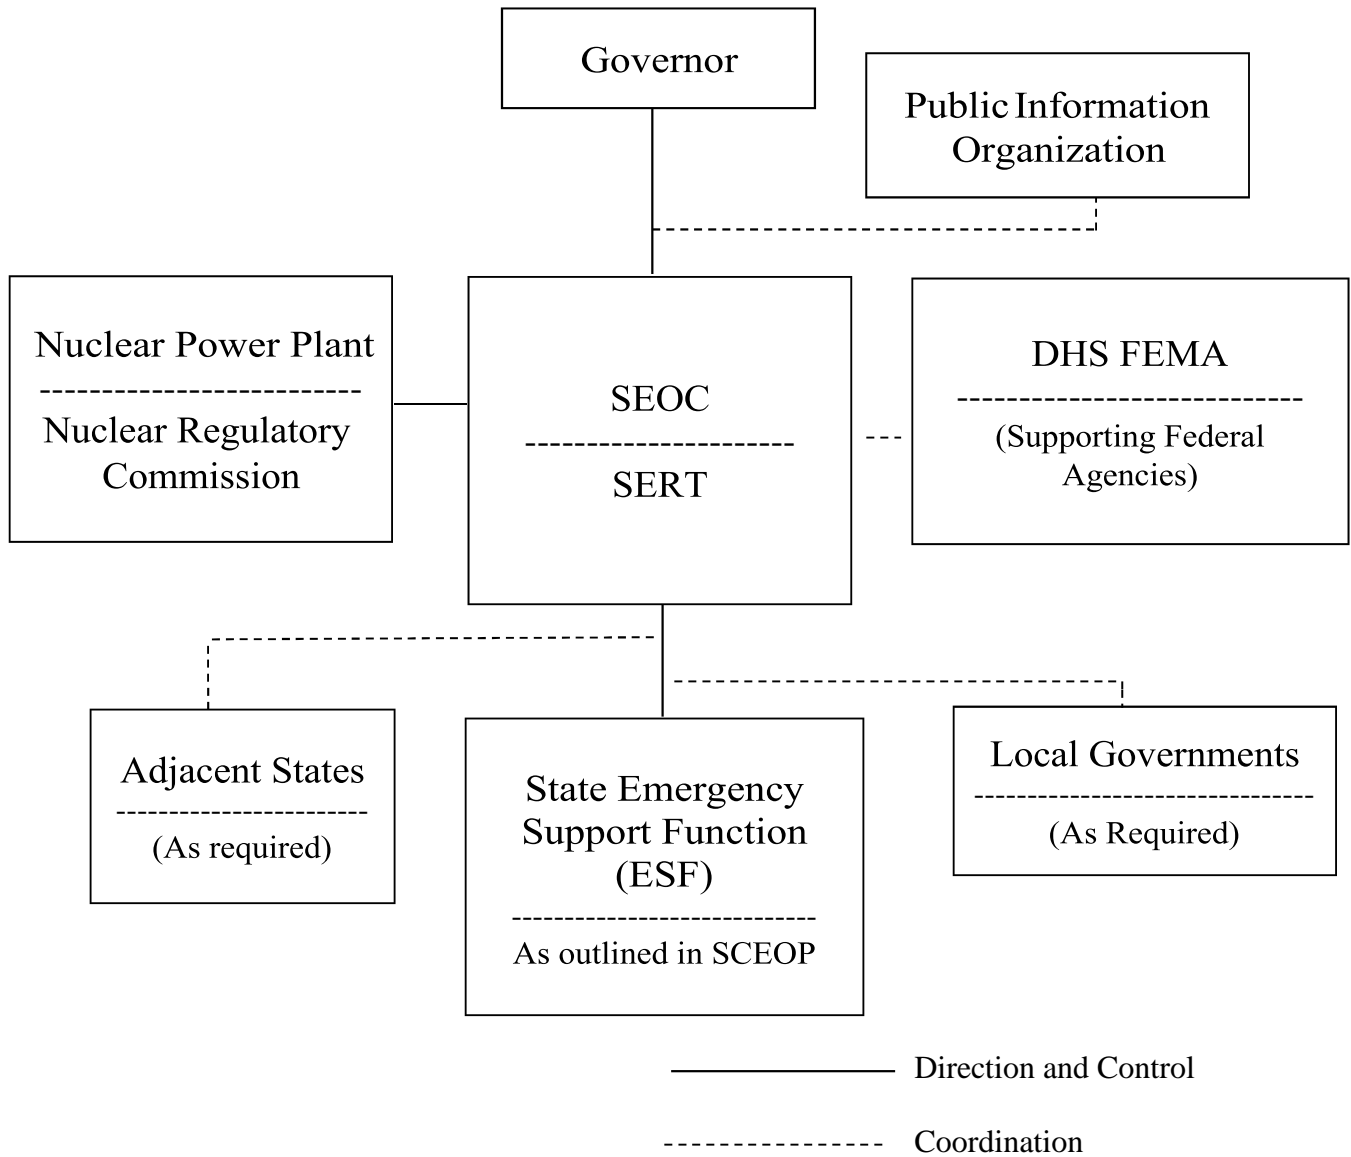 Governor
Public Information
Organization
Nuclear Power Plant
Nuclear Regulatory
Commission
SEOC
SERT
DHS FEMA
(Supporting Federal
Agencies)
Adjacent States
(As required)
State Emergency
Support Function
(ESF)
As outlined in SCEOP
Local Governments
(As Required)
Direction and Control
Coordination